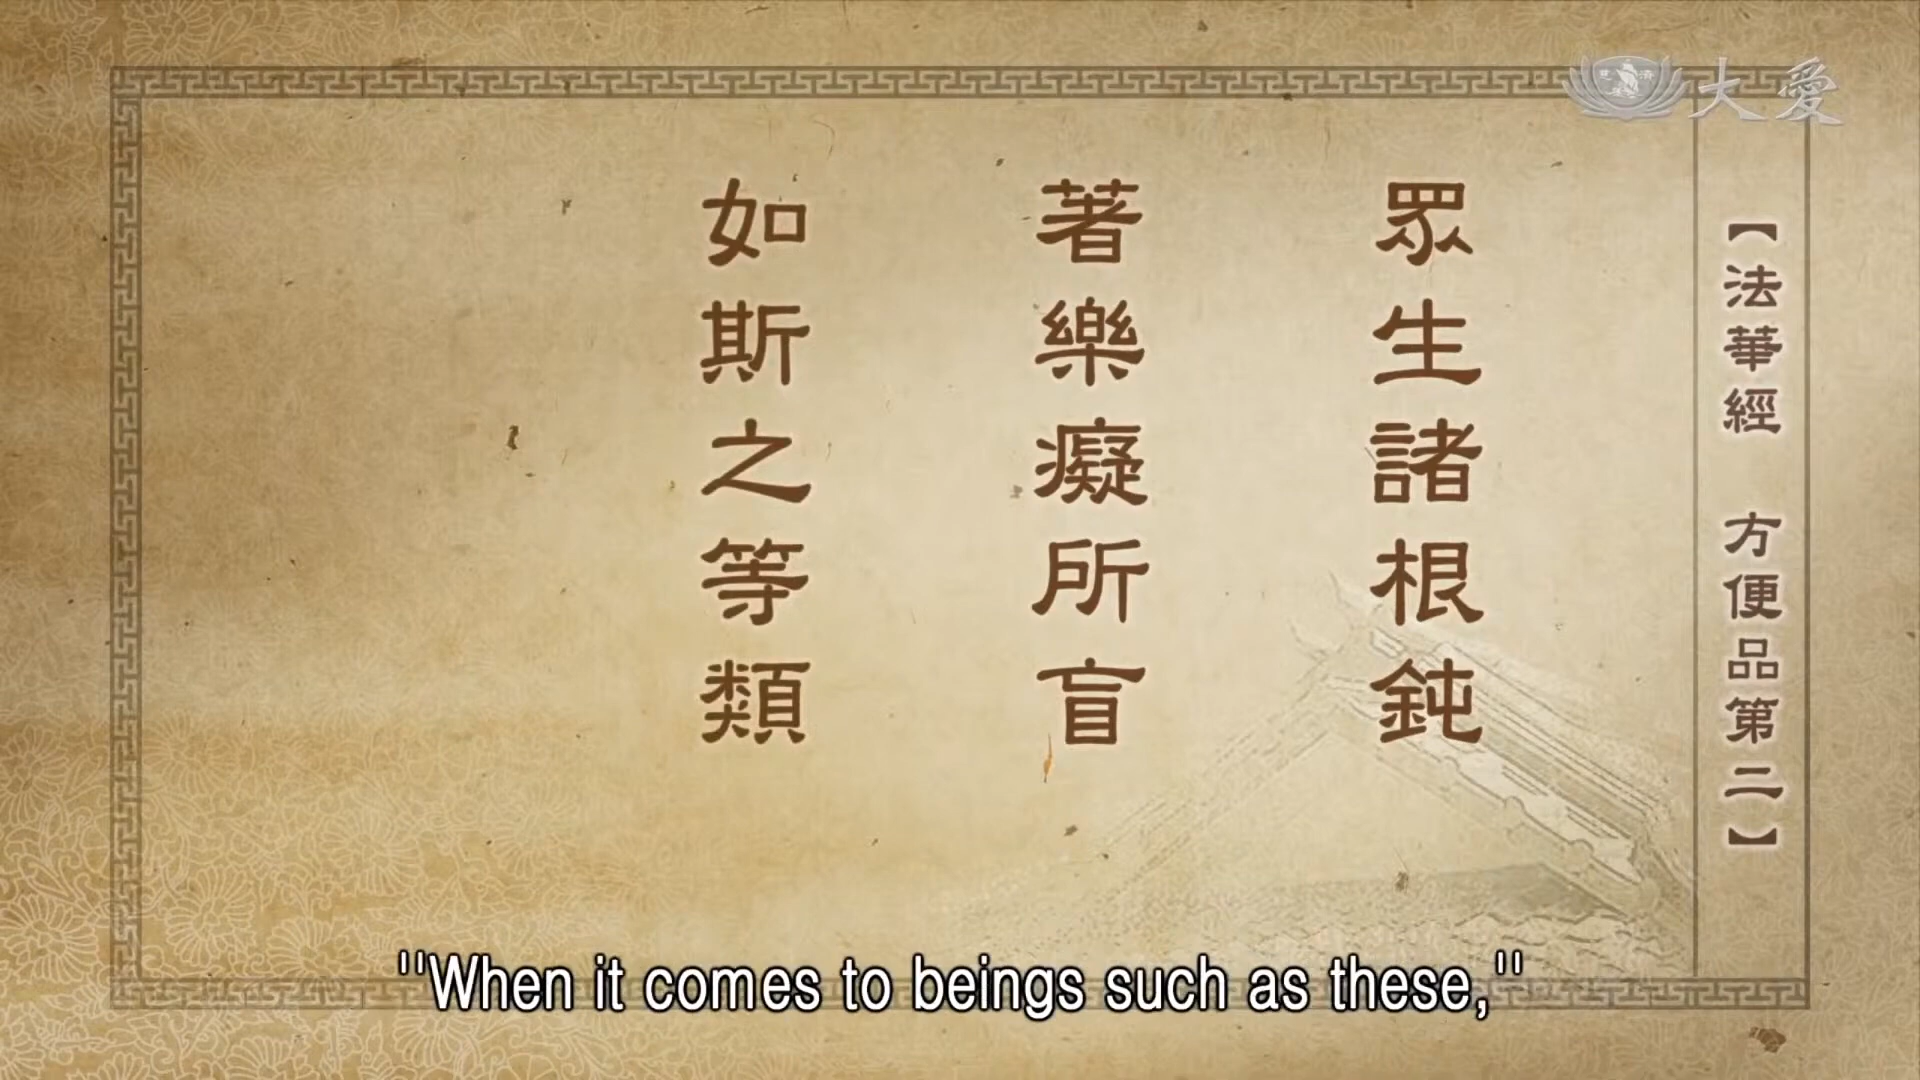 大愛
【法華經 方便品第二】
眾生諸根鈍
著樂癡所盲
如斯之等類
"When it comes to beings such as these,"